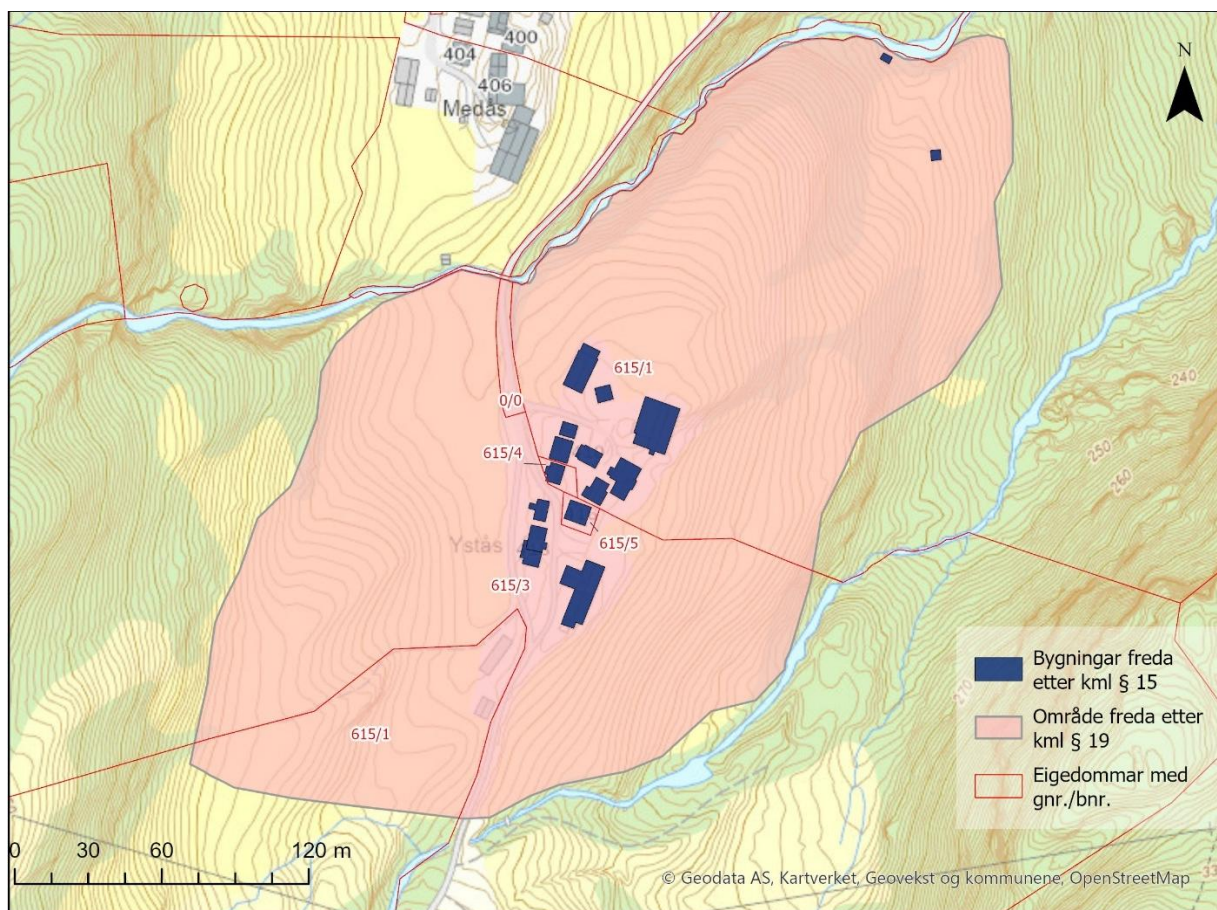 400
404
406
Medås
N
615/1
0/0
615/4
615/5
Ystås
615/3
615/1
240
250
260
270
Bygningar freda
etter kml § 15
Område freda etter
kml § 19
Eigedommar med
gnr./bnr.
0 30 60 120 m
© Geodata AS, Kartverket, Geovekst og kommunene, OpenStreetMap